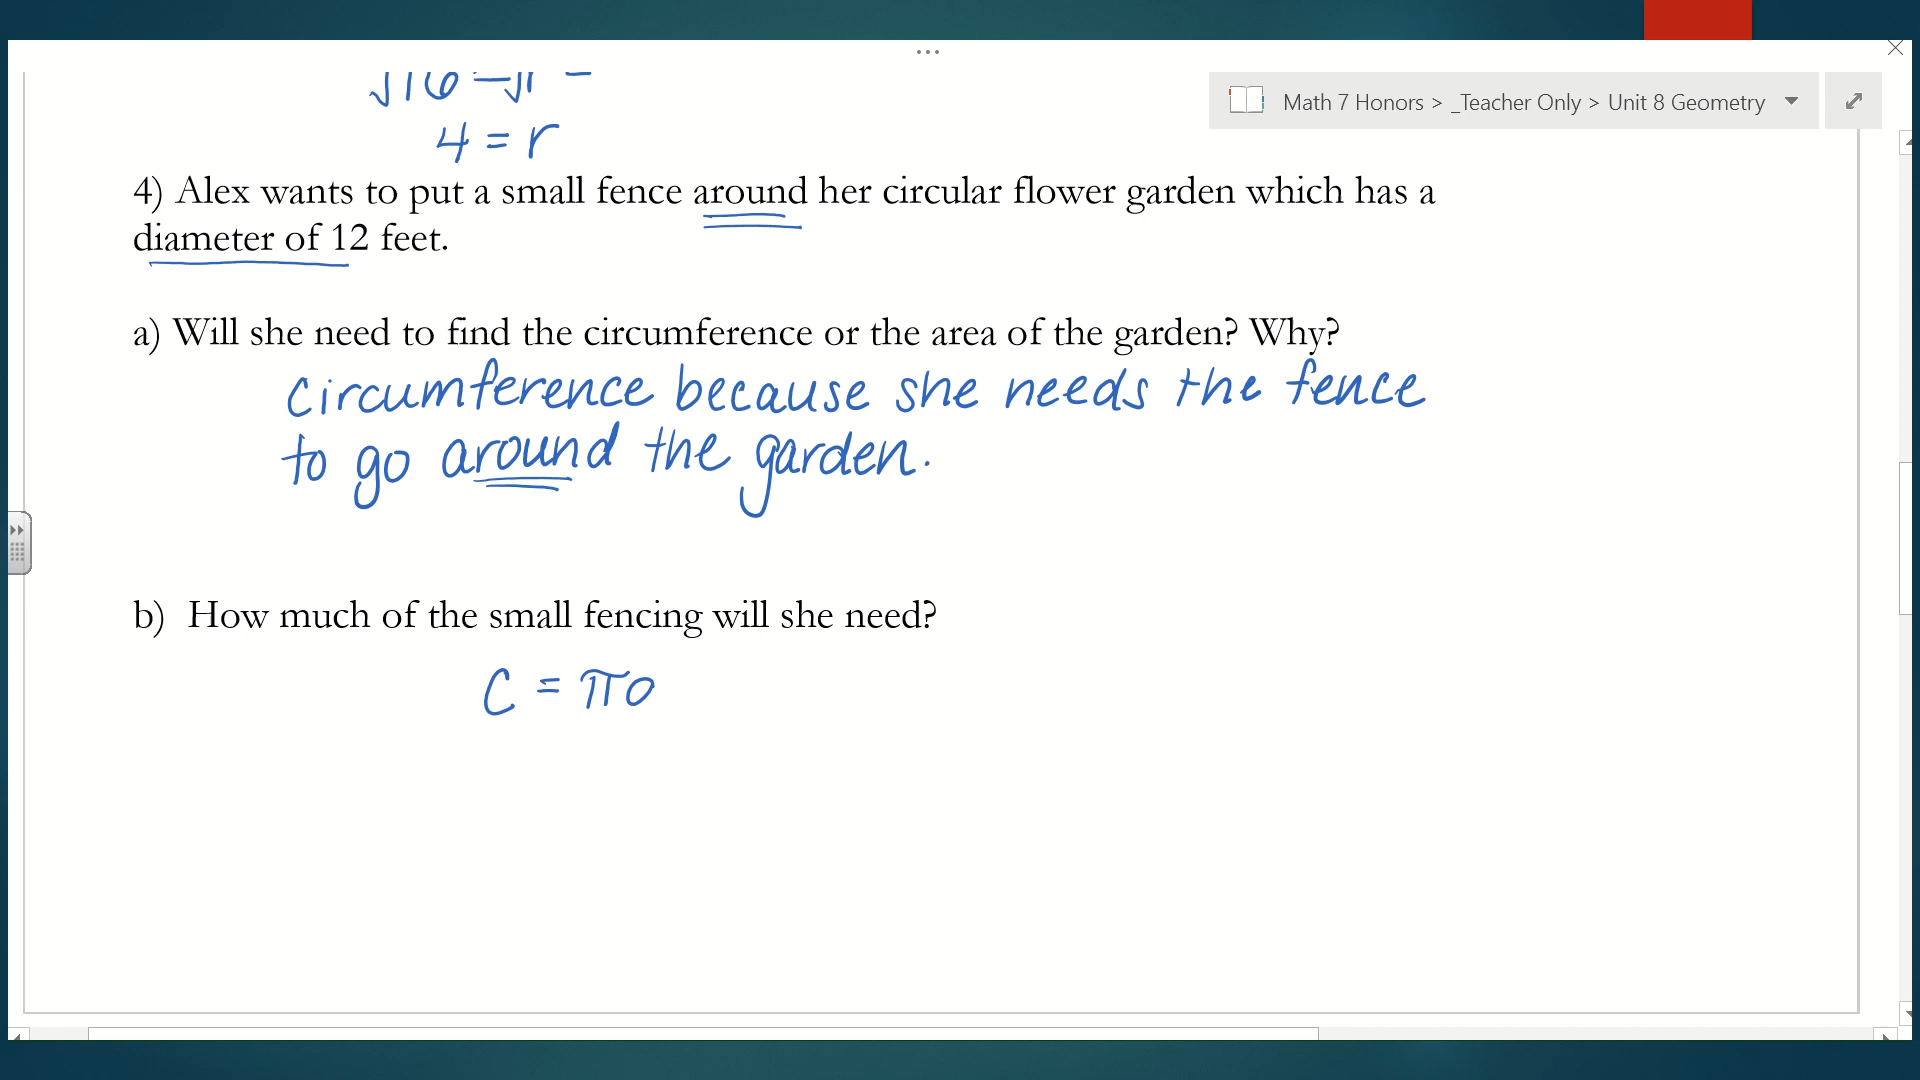 Math 7 Honors > _Teacher Only > Unit 8 Geometry
4 = r
4) Alex wants to put a small fence around her circular flower garden which has a
diameter of 12 feet.
a) Will she need to find the circumference or the area of the garden? Why?
circumference because she needs the fence
to go around the garden.
b) How much of the small fencing will she need?
C = πo